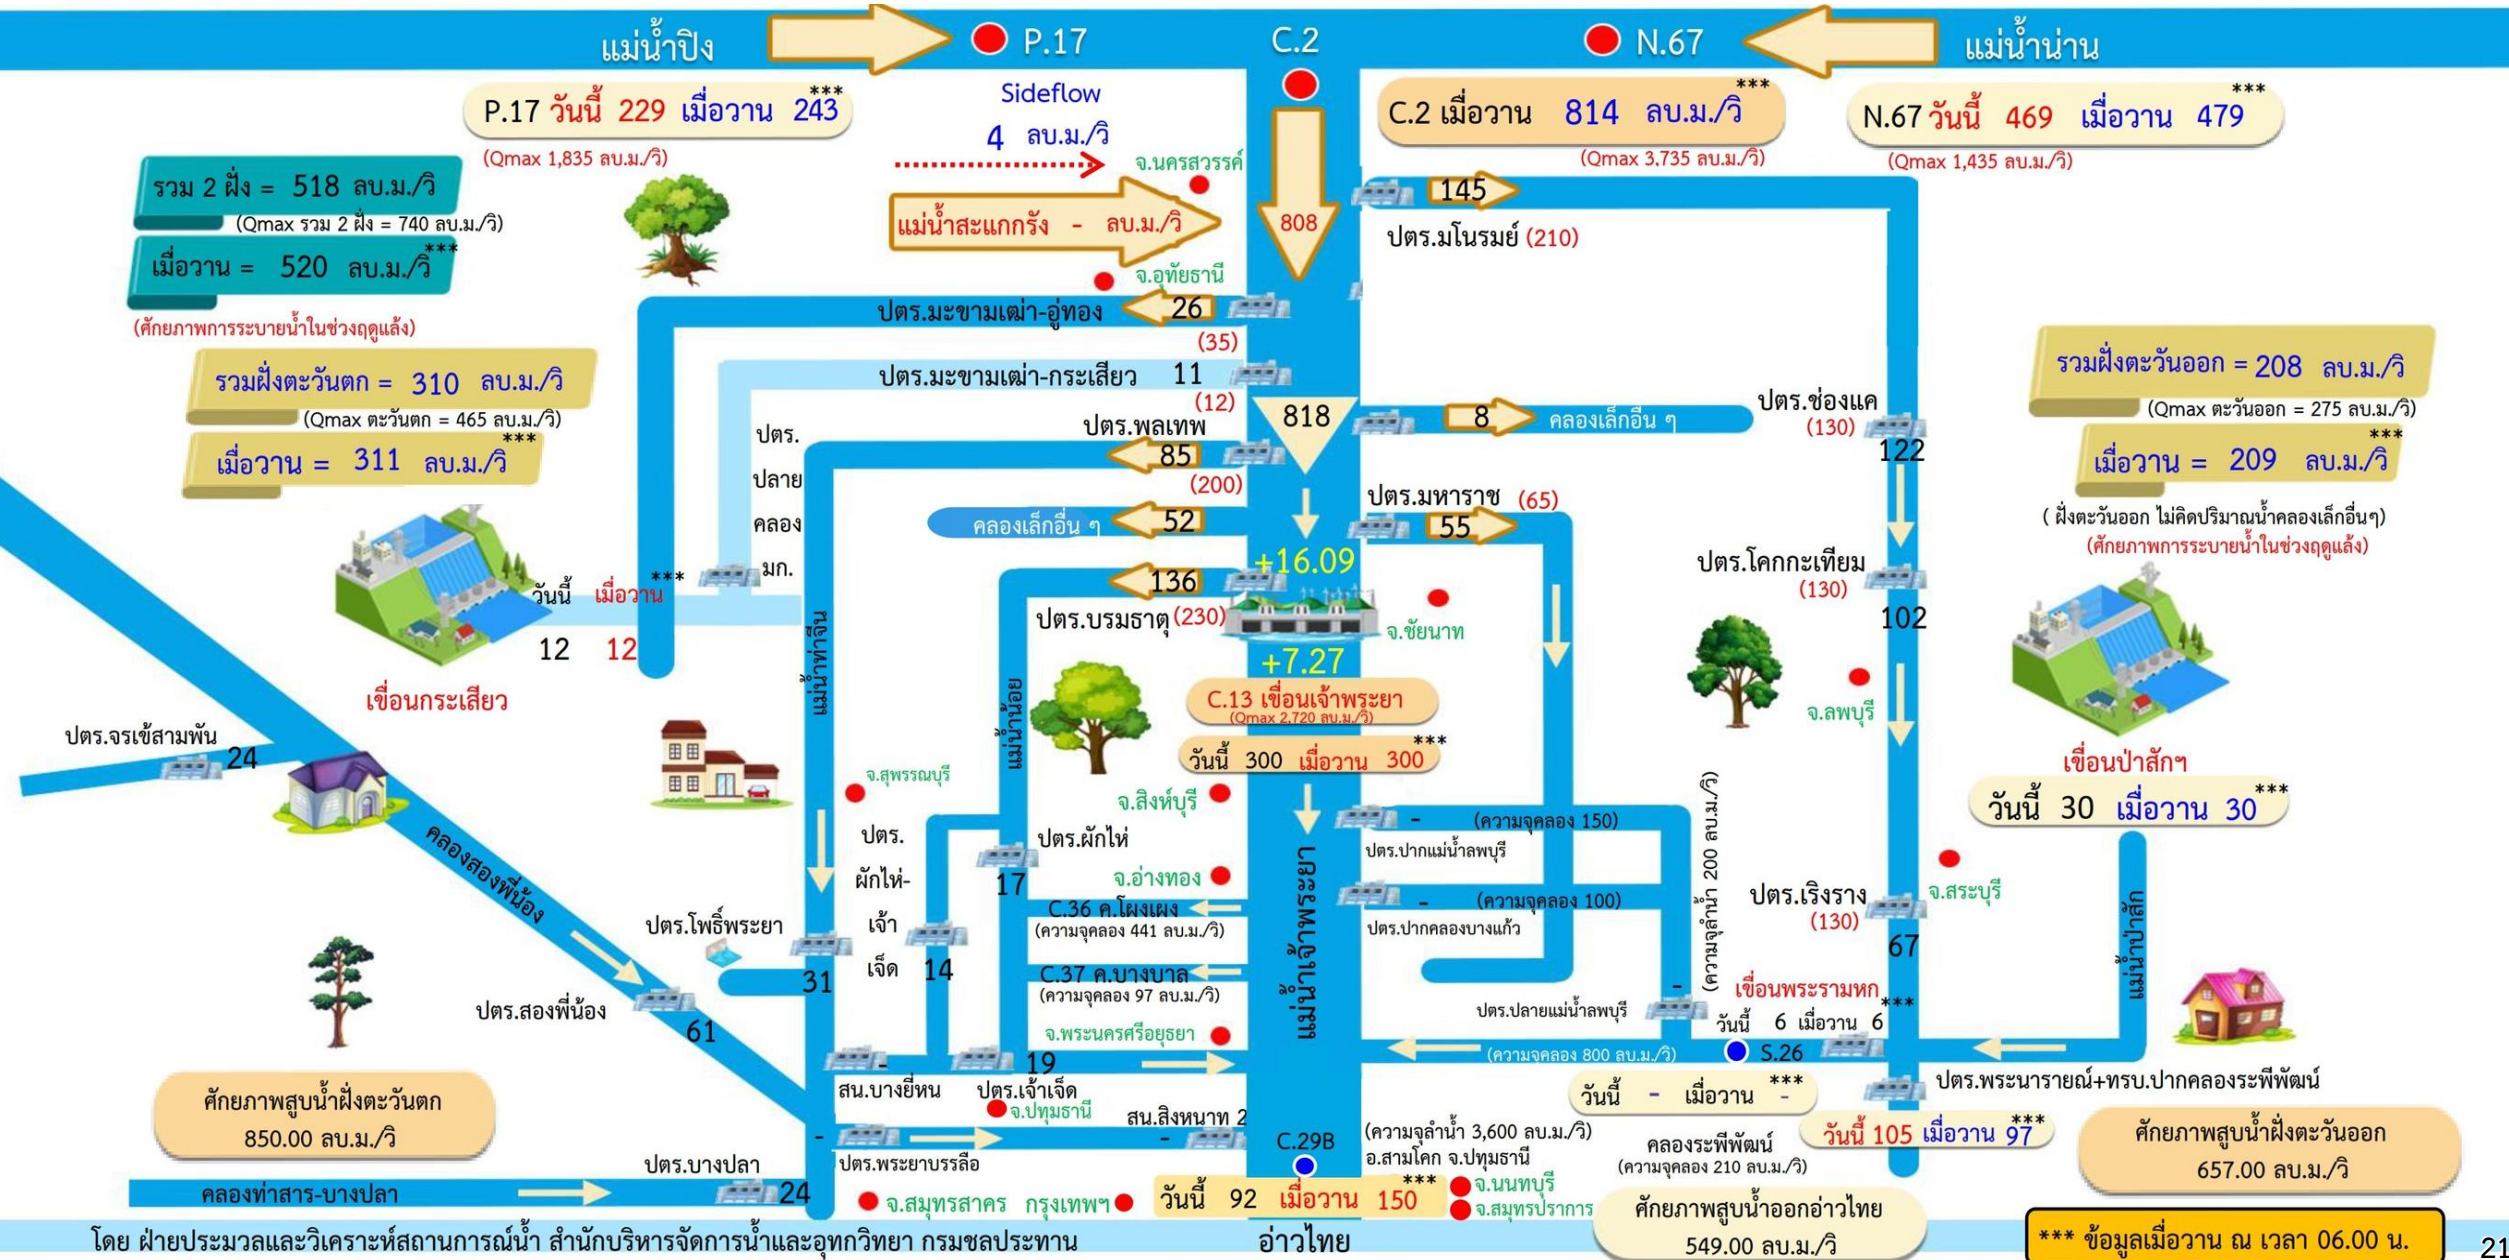 แม่น้ำปิง
P.17
C.2
N.67
แม่น้ำน่าน
P.17 วันนี้ 229 เมื่อวาน 243 ***
(Qmax 1,835 ลบ.ม./วิ)
Sideflow
4 ลบ.ม./วิ
C.2 เมื่อวาน 814 ลบ.ม./วิ ***
(Qmax 3,735 ลบ.ม./วิ)
N.67 วันนี้ 469 เมื่อวาน 479 ***
(Qmax 1,435 ลบ.ม./วิ)
รวม 2 ฝั่ง = 518 ลบ.ม./วิ
(Qmax รวม 2 ฝั่ง = 740 ลบ.ม./วิ)
เมื่อวาน = 520 ลบ.ม./วิ ***
(ศักยภาพการระบายน้ำในช่วงฤดูแล้ง)
รวมฝั่งตะวันตก = 310 ลบ.ม./วิ
(Qmax ตะวันตก = 465 ลบ.ม./วิ)
เมื่อวาน = 311 ลบ.ม./วิ ***
จ.นครสวรรค์
แม่น้ำสะแกกรัง - ลบ.ม./วิ
808
จ.อุทัยธานี
145
ปตร.มโนรมย์ (210)
ปตร.มะขามเฒ่า-อู่ทอง 26
(35)
ปตร.มะขามเฒ่า-กระเสียว 11
(12)
ปตร.พลเทพ
85
(200)
818
8 คลองเล็กอื่น ๆ
คลองเล็กอื่น ๆ 52
ปตร.มหาราช (65)
55
136
ปตร.บรมธาตุ (230)
+16.09
+7.27
จ.ชัยนาท
C.13 เขื่อนเจ้าพระยา
(Qmax 2,720 ลบ.ม./วิ)
วันนี้ 300 เมื่อวาน 300 ***
ปตร.ช่องแค
(130)
122
ปตร.โคกกะเทียม
(130)
102
จ.ลพบุรี
รวมฝั่งตะวันออก = 208 ลบ.ม./วิ
(Qmax ตะวันออก = 275 ลบ.ม./วิ)
เมื่อวาน = 209 ลบ.ม./วิ ***
( ฝั่งตะวันออก ไม่คิดปริมาณน้ำคลองเล็กอื่นๆ)
(ศักยภาพการระบายน้ำในช่วงฤดูแล้ง)
เขื่อนป่าสักฯ
วันนี้ 30 เมื่อวาน 30 ***
ปตร.
ปลาย
คลอง
มก.
วันนี้ เมื่อวาน ***
12 12
เขื่อนกระเสียว
แม่น้ำท่าจีน
แม่น้ำน้อย
ปตร.จรเข้สามพัน
24
คลองสองพี่น้อง
จ.สุพรรณบุรี
จ.สิงห์บุรี
ปตร.
ผักไห่-
เจ้า
เจ็ด
14
ปตร.ผักไห่
17
จ.อ่างทอง
C.36 ค.โผงเผง
(ความจุคลอง 441 ลบ.ม./วิ)
C.37 ค.บางบาล
(ความจุคลอง 97 ลบ.ม./วิ)
จ.พระนครศรีอยุธยา
แม่น้ำเจ้าพระยา
- (ความจุคลอง 150)
ปตร.ปากแม่น้ำลพบุรี
- (ความจุคลอง 100)
ปตร.ปากคลองบางแก้ว
(ความจุลำน้ำ 200 ลบ.ม./วิ)
-
ปตร.ปลายแม่น้ำลพบุรี
ปตร.เริงราง
(130)
67
จ.สระบุรี
แม่น้ำป่าสัก
เขื่อนพระรามหก
วันนี้ 6 เมื่อวาน 6 ***
(ความจุคลอง 800 ลบ.ม./วิ)
S.26
วันนี้ - เมื่อวาน - ***
ปตร.พระนารายณ์+ทรบ.ปากคลองระพีพัฒน์
วันนี้ 105 เมื่อวาน 97 ***
คลองระพีพัฒน์
(ความจุคลอง 210 ลบ.ม./วิ)
ปตร.โพธิ์พระยา
31
ปตร.สองพี่น้อง
61
-
สน.บางยี่หน
19
ปตร.เจ้าเจ็ด
จ.ปทุมธานี
สน.สิงหนาท 2
-
-
ปตร.พระยาบรรลือ
C.29B
(ความจุลำน้ำ 3,600 ลบ.ม./วิ)
อ.สามโคก จ.ปทุมธานี
วันนี้ 92 เมื่อวาน 150 ***
จ.นนทบุรี
จ.สมุทรปราการ
จ.สมุทรสาคร
กรุงเทพฯ
ศักยภาพสูบน้ำฝั่งตะวันตก
850.00 ลบ.ม./วิ
ปตร.บางปลา
คลองท่าสาร-บางปลา
24
ศักยภาพสูบน้ำฝั่งตะวันออก
657.00 ลบ.ม./วิ
ศักยภาพสูบน้ำออกอ่าวไทย
549.00 ลบ.ม./วิ
โดย ฝ่ายประมวลและวิเคราะห์สถานการณ์น้ำ สำนักบริหารจัดการน้ำและอุทกวิทยา กรมชลประทาน
อ่าวไทย
*** ข้อมูลเมื่อวาน ณ เวลา 06.00 น.
21